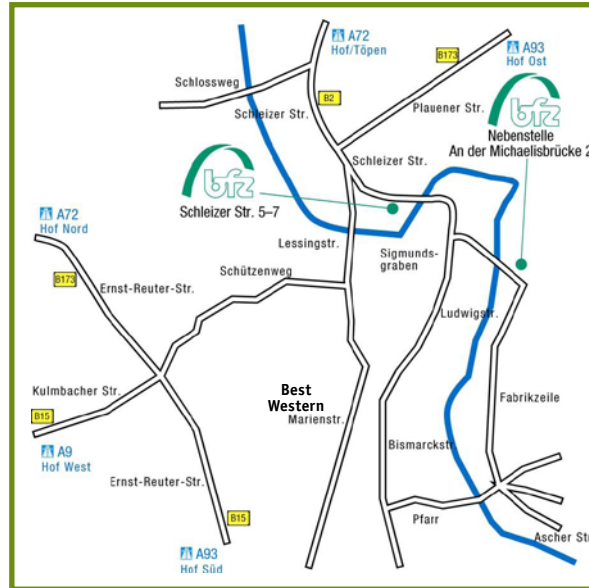 A72
Hof/Töpen
B173
A93
Hof Ost
Schlossweg
B2
Schleizer Str.
Plauener Str.
bfz
Nebenstelle
An der Michaelisbrücke 2
Schleizer Str.
bfz
Schleizer Str. 5–7
A72
Hof Nord
Lessingstr.
Sigmunds-
graben
B173
Ernst-Reuter-Str.
Schützenweg
Ludwigstr.
Kulmbacher Str.
Best
Western
Marienstr.
Fabrikzeile
B15
A9
Hof West
Bismarckstr.
Ernst-Reuter-Str.
B15
Pfarr
Ascher Str
A93
Hof Süd